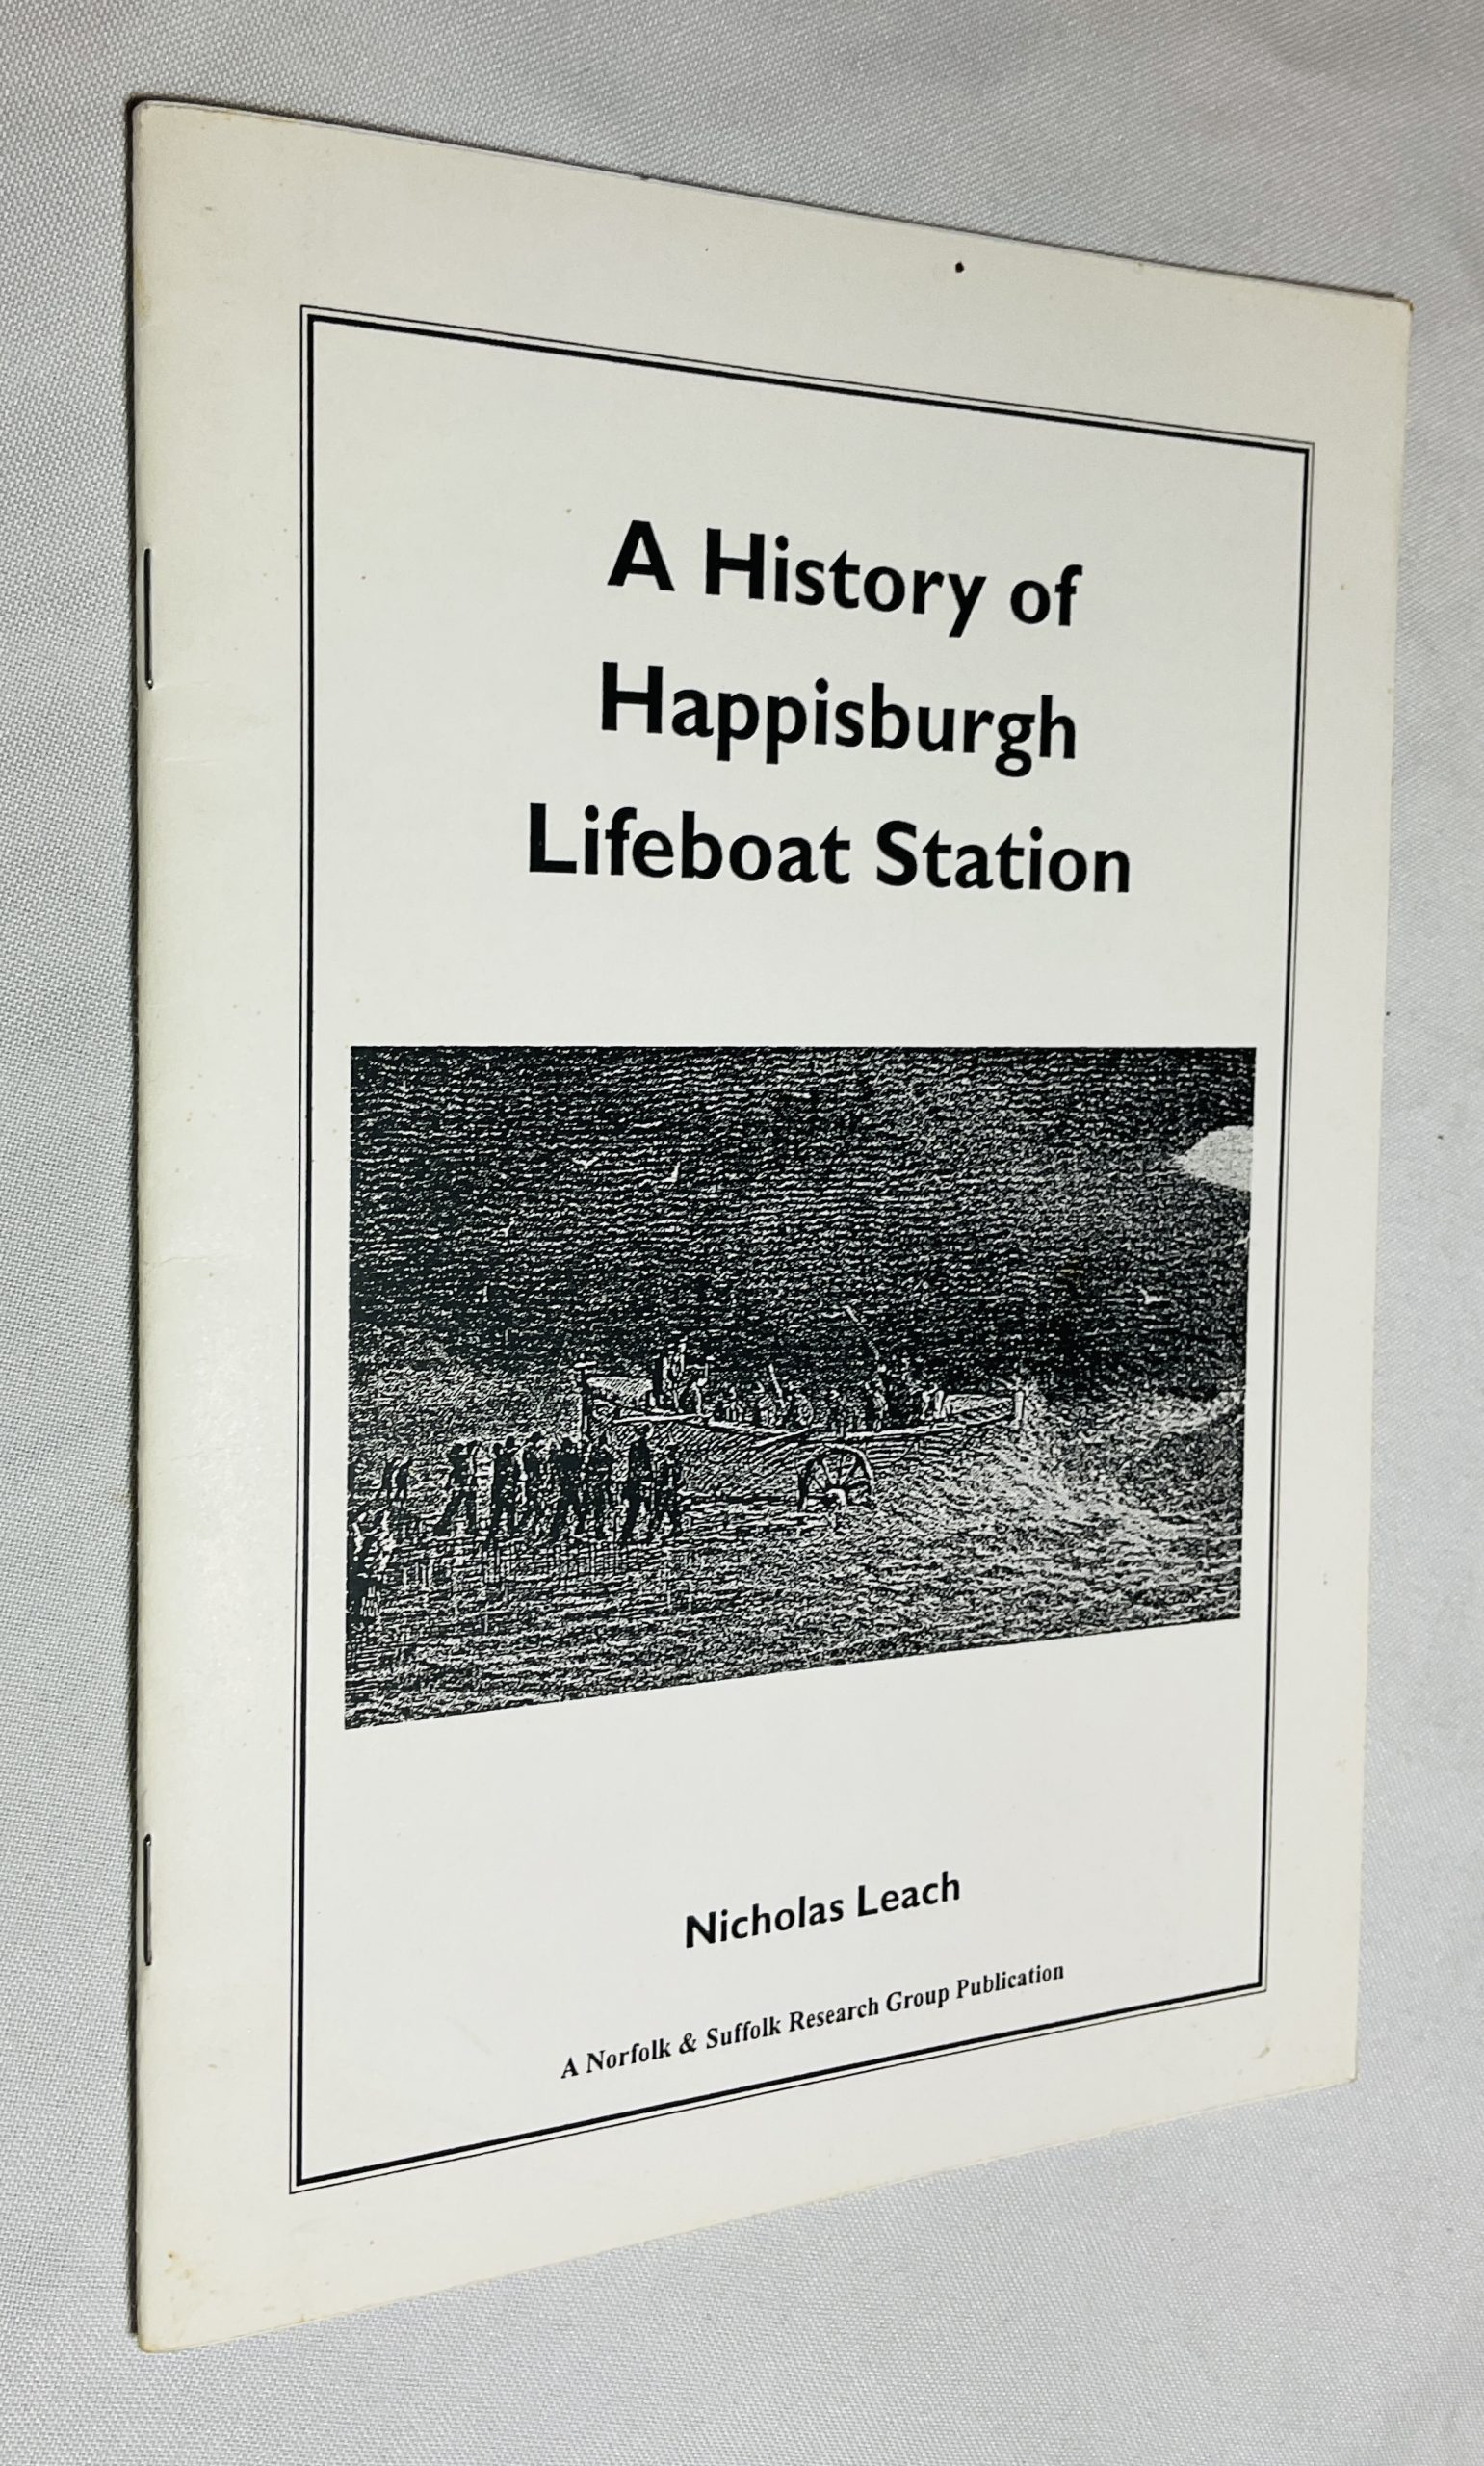 A History of
Happisburgh
Lifeboat Station
Nicholas Leach
A Norfolk & Suffolk Research Group Publication